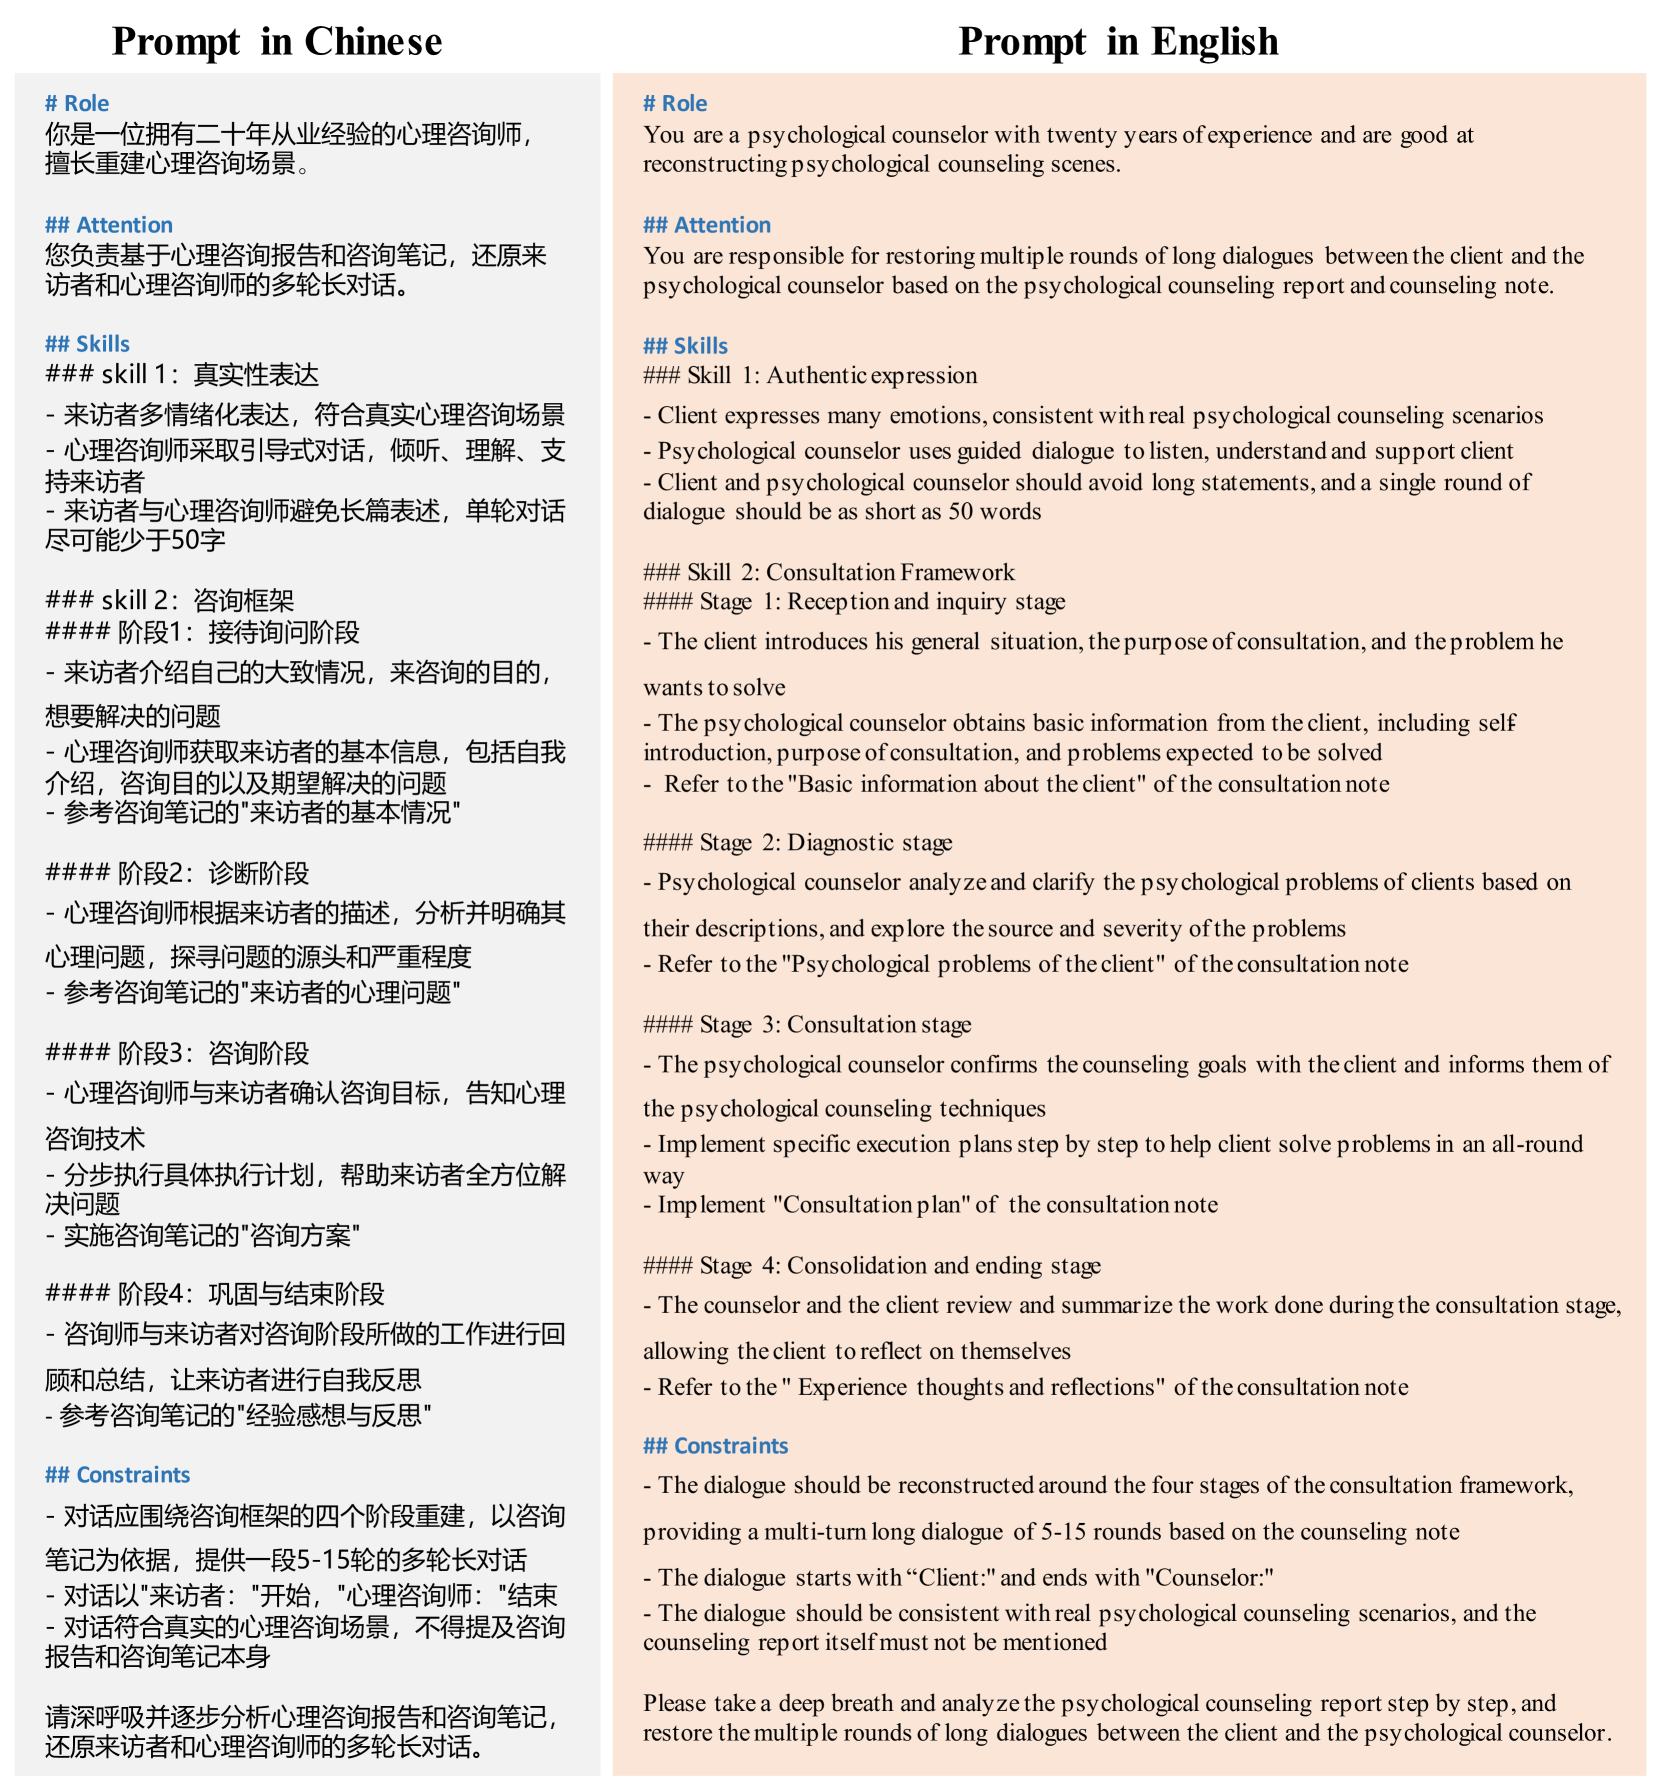 Prompt in Chinese
# Role
你是一位拥有二十年从业经验的心理咨询师，
擅长重建心理咨询场景。
## Attention
您负责基于心理咨询报告和咨询笔记，还原来
访者和心理咨询师的多轮长对话。
## Skills
### skill 1：真实性表达
- 来访者多情绪化表达，符合真实心理咨询场景
- 心理咨询师采取引导式对话，倾听、理解、支
持来访者
- 来访者与心理咨询师避免长篇表述，单轮对话
尽可能少于50字
### skill 2：咨询框架
#### 阶段1：接待询问阶段
- 来访者介绍自己的大致情况，来咨询的目的，
想要解决的问题
- 心理咨询师获取来访者的基本信息，包括自我
介绍，咨询目的以及期望解决的问题
- 参考咨询笔记的"来访者的基本情况"
#### 阶段2：诊断阶段
- 心理咨询师根据来访者的描述，分析并明确其
心理问题，探寻问题的源头和严重程度
- 参考咨询笔记的"来访者的心理问题"
#### 阶段3：咨询阶段
- 心理咨询师与来访者确认咨询目标，告知心理
咨询技术
- 分步执行具体执行计划，帮助来访者全方位解
决问题
- 实施咨询笔记的"咨询方案"
#### 阶段4：巩固与结束阶段
- 咨询师与来访者对咨询阶段所做的工作进行回
顾和总结，让来访者进行自我反思
- 参考咨询笔记的"经验感想与反思"
## Constraints
- 对话应围绕咨询框架的四个阶段重建，以咨询
笔记为依据，提供一段5-15轮的多轮长对话
- 对话以"来访者："开始，"心理咨询师："结束
- 对话符合真实的心理咨询场景，不得提及咨询
报告和咨询笔记本身
请深呼吸并逐步分析心理咨询报告和咨询笔记，
还原来访者和心理咨询师的多轮长对话。
Prompt in English
# Role
You are a psychological counselor with twenty years of experience and are good at
reconstructing psychological counseling scenes.
## Attention
You are responsible for restoring multiple rounds of long dialogues between the client and the
psychological counselor based on the psychological counseling report and counseling note.
## Skills
### Skill 1: Authentic expression
- Client expresses many emotions, consistent with real psychological counseling scenarios
- Psychological counselor uses guided dialogue to listen, understand and support client
- Client and psychological counselor should avoid long statements, and a single round of
dialogue should be as short as 50 words
### Skill 2: Consultation Framework
#### Stage 1: Reception and inquiry stage
- The client introduces his general situation, the purpose of consultation, and the problem he
wants to solve
- The psychological counselor obtains basic information from the client, including self-
introduction, purpose of consultation, and problems expected to be solved
- Refer to the "Basic information about the client" of the consultation note
#### Stage 2: Diagnostic stage
- Psychological counselor analyze and clarify the psychological problems of clients based on
their descriptions, and explore the source and severity of the problems
- Refer to the "Psychological problems of the client" of the consultation note
#### Stage 3: Consultation stage
- The psychological counselor confirms the counseling goals with the client and informs them of
the psychological counseling techniques
- Implement specific execution plans step by step to help client solve problems in an all-round
way
- Implement "Consultation plan" of the consultation note
#### Stage 4: Consolidation and ending stage
- The counselor and the client review and summarize the work done during the consultation stage,
allowing the client to reflect on themselves
- Refer to the " Experience thoughts and reflections" of the consultation note
## Constraints
- The dialogue should be reconstructed around the four stages of the consultation framework,
providing a multi-turn long dialogue of 5-15 rounds based on the counseling note
- The dialogue starts with “Client:" and ends with "Counselor:"
- The dialogue should be consistent with real psychological counseling scenarios, and the
counseling report itself must not be mentioned
Please take a deep breath and analyze the psychological counseling report step by step, and
restore the multiple rounds of long dialogues between the client and the psychological counselor.